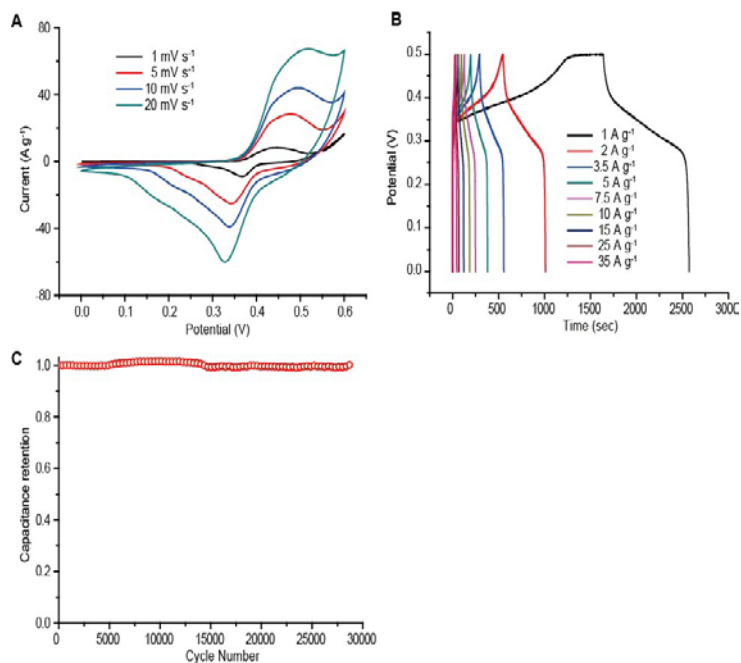 A
1 mV s-1
5 mV s-1
10 mV s-1
20 mV s-1
Current (A g-1)
80
40
0
-40
-80
0.0 0.1 0.2 0.3 0.4 0.5 0.6
Potential (V)
B
Potential (V)
0.5
0.4
0.3
0.2
0.1
0.0
1 A g-1
2 A g-1
3.5 A g-1
5 A g-1
7.5 A g-1
10 A g-1
15 A g-1
25 A g-1
35 A g-1
0 500 1000 1500 2000 2500 3000
Time (sec)
C
Capacitance retention
1.0
0.8
0.6
0.4
0.2
0.0
0 5000 10000 15000 20000 25000 30000
Cycle Number